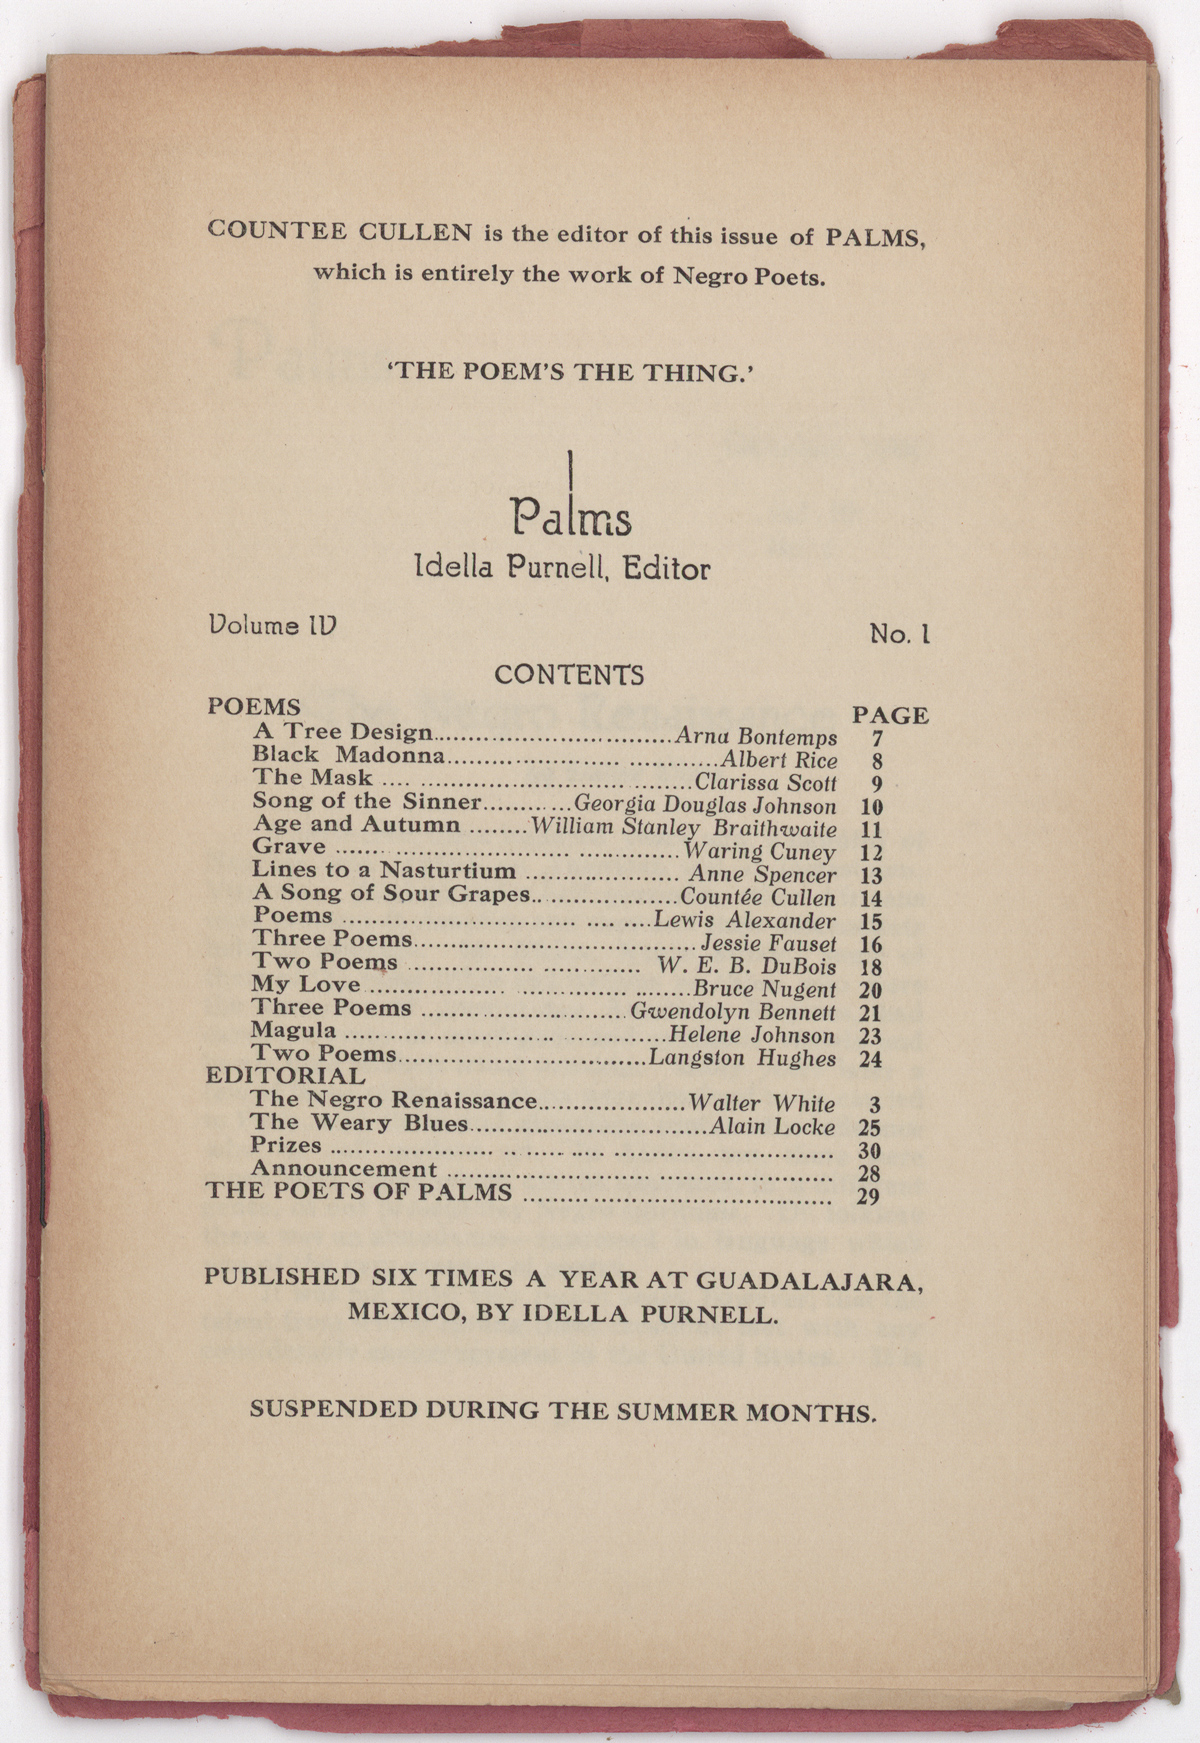 COUNTEE CULLEN is the editor of this issue of PALMS,
which is entirely the work of Negro Poets.
'THE POEM'S THE THING.'
Palms
Idella Purnell, Editor
Volume IV No. 1
CONTENTS
POEMS PAGE
A Tree Design................................Arna Bontemps 7
Black Madonna.................................Albert Rice 8
The Mask .... ...................................Clarissa Scott 9
Song of the Sinner............Georgia Douglas Johnson 10
Age and Autumn ........William Stanley Braithwaite 11
Grave ...........................................Waring Cuney 12
Lines to a Nasturtium ..................... Anne Spencer 13
A Song of Sour Grapes....................Countée Cullen 14
Poems .......................................Lewis Alexander 15
Three Poems......................................Jessie Fauset 16
Two Poems ............................. W. E. B. DuBois 18
My Love ..........................................Bruce Nugent 20
Three Poems ............................Gwendolyn Bennett 21
Magula ..........................................Helene Johnson 23
Two Poems..................................Langston Hughes 24
EDITORIAL
The Negro Renaissance.....................Walter White 3
The Weary Blues.................................Alain Locke 25
Prizes ................................................................ 30
Announcement .................................................. 28
THE POETS OF PALMS .......................................... 29
PUBLISHED SIX TIMES A YEAR AT GUADALAJARA,
MEXICO, BY IDELLA PURNELL.
SUSPENDED DURING THE SUMMER MONTHS.